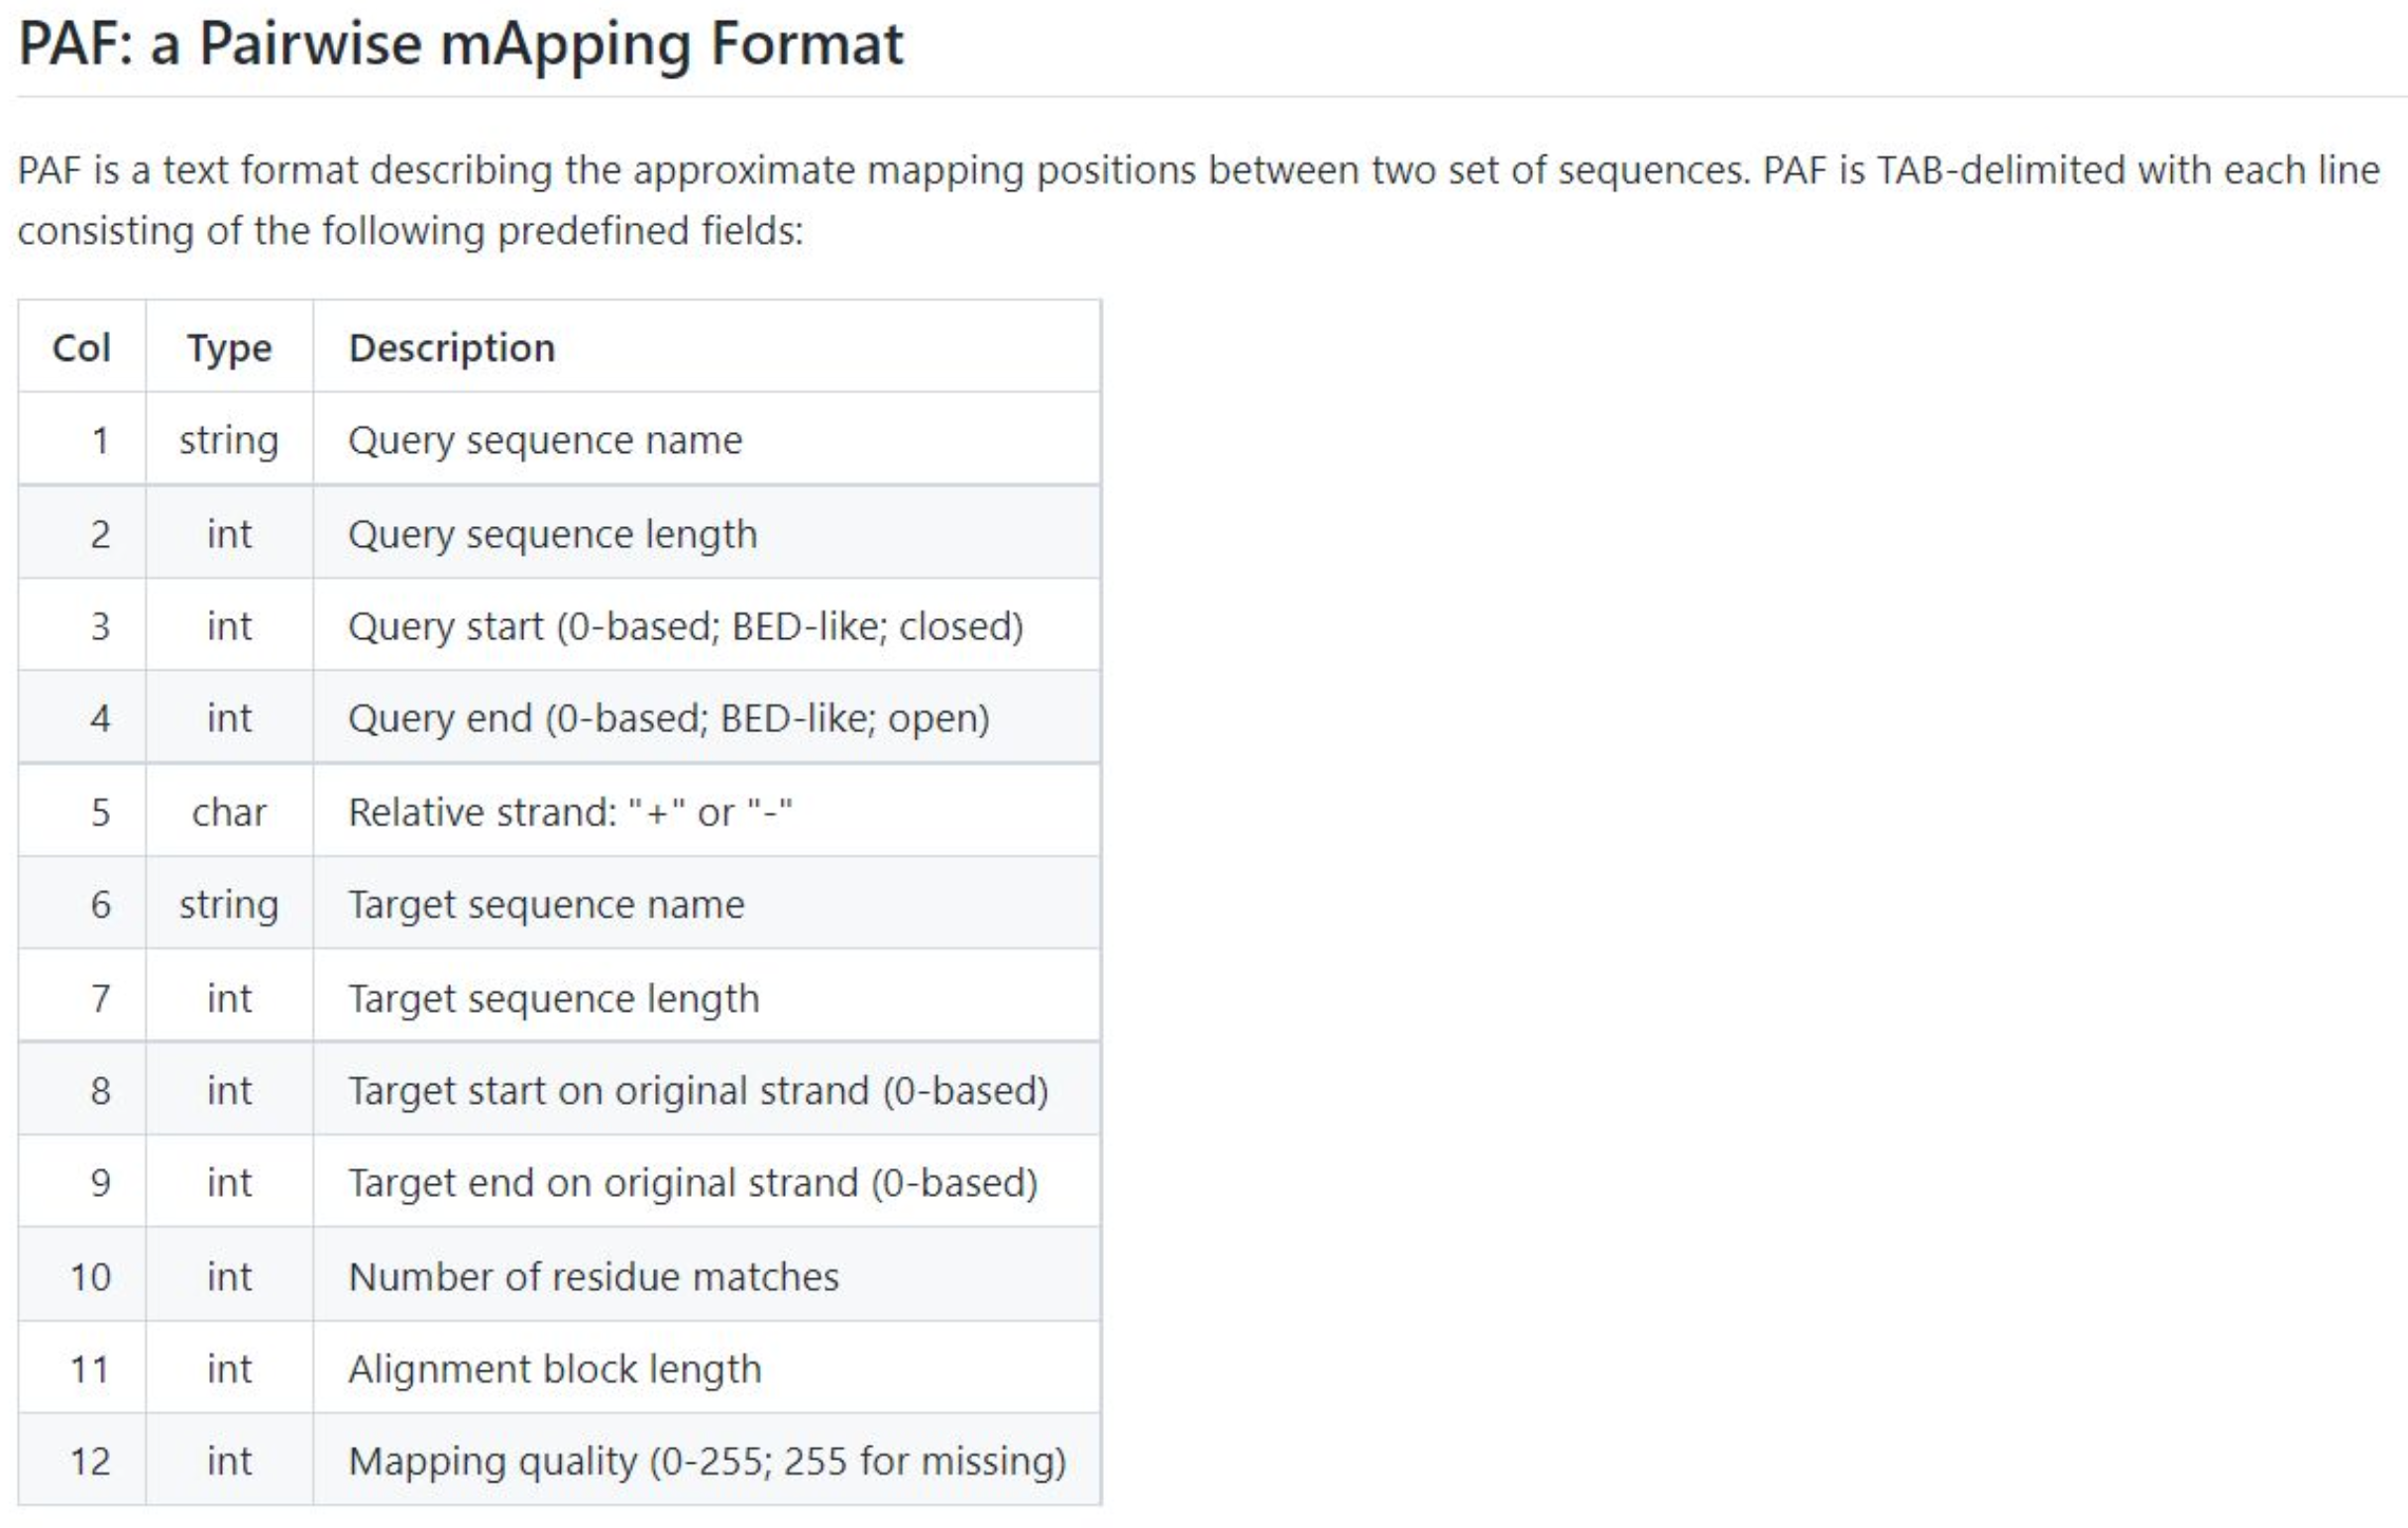 PAF: a Pairwise mApping Format
PAF is a text format describing the approximate mapping positions between two set of sequences. PAF is TAB-delimited with each line
consisting of the following predefined fields:
Col Type Description
1 string Query sequence name
2 int Query sequence length
3 int Query start (0-based; BED-like; closed)
4 int Query end (0-based; BED-like; open)
5 char Relative strand: "+" or "-"
6 string Target sequence name
7 int Target sequence length
8 int Target start on original strand (0-based)
9 int Target end on original strand (0-based)
10 int Number of residue matches
11 int Alignment block length
12 int Mapping quality (0-255; 255 for missing)